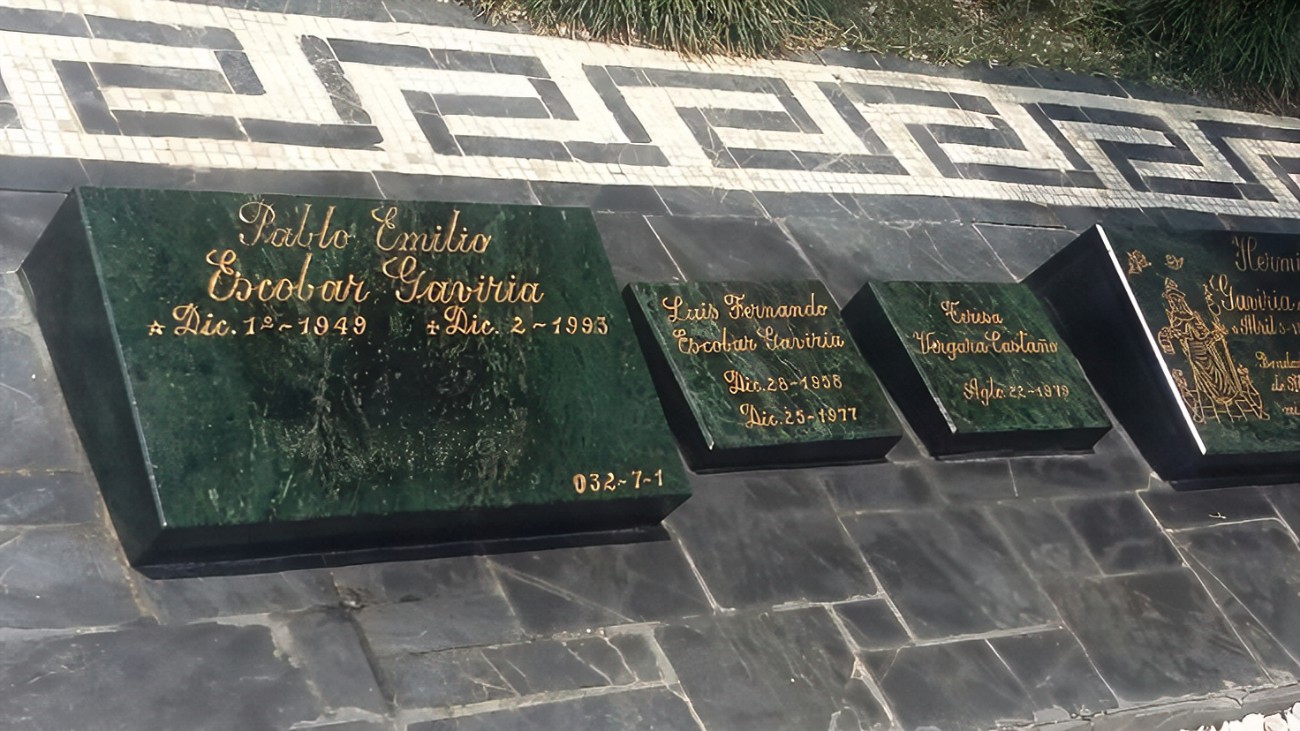 Pablo Emilio
Escobar Gaviria
☆ Dic. 1º-1949 ✝ Dic. 2-1993
032-7-1
Luis Fernando
Escobar Gaviria
Dic. 28-1958
Dic. 25-1977
Teresa
Vergara Castaño
Agto. 22-1979
Gaviria